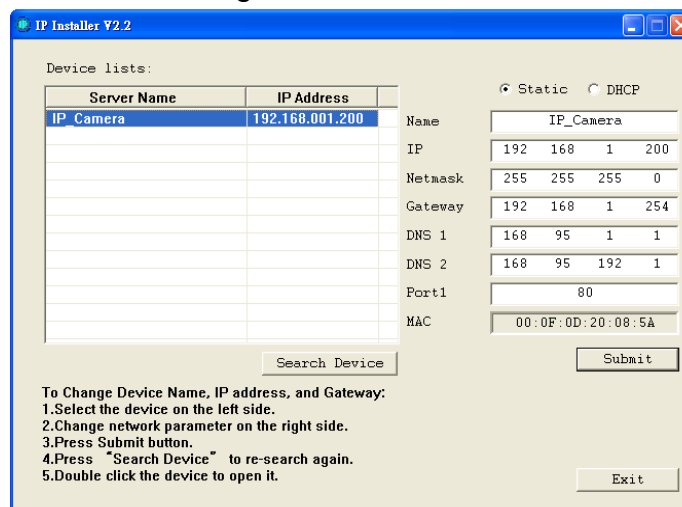 IP Installer V2.2
Device lists:
Server Name IP Address
IP_Camera 192.168.001.200
Search Device
Static DHCP
Name IP_Camera
IP 192 168 1 200
Netmask 255 255 255 0
Gateway 192 168 1 254
DNS 1 168 95 1 1
DNS 2 168 95 192 1
Port1 80
MAC 00:0F:0D:20:08:5A
Submit
To Change Device Name, IP address, and Gateway:
1.Select the device on the left side.
2.Change network parameter on the right side.
3.Press Submit button.
4.Press “Search Device” to re-search again.
5.Double click the device to open it.
Exit